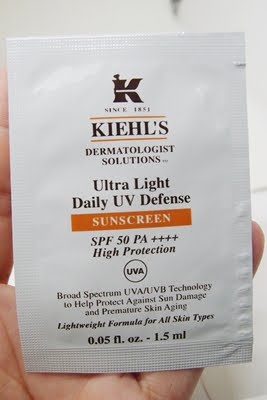 K
SINCE 1851
KIEHL'S
DERMATOLOGIST
SOLUTIONS™
Ultra Light
Daily UV Defense
SUNSCREEN
SPF 50 PA ++++
High Protection
UVA
Broad Spectrum UVA/UVB Technology
to Help Protect Against Sun Damage
and Premature Skin Aging
Lightweight Formula for All Skin Types
0.05 fl. oz. - 1.5 ml